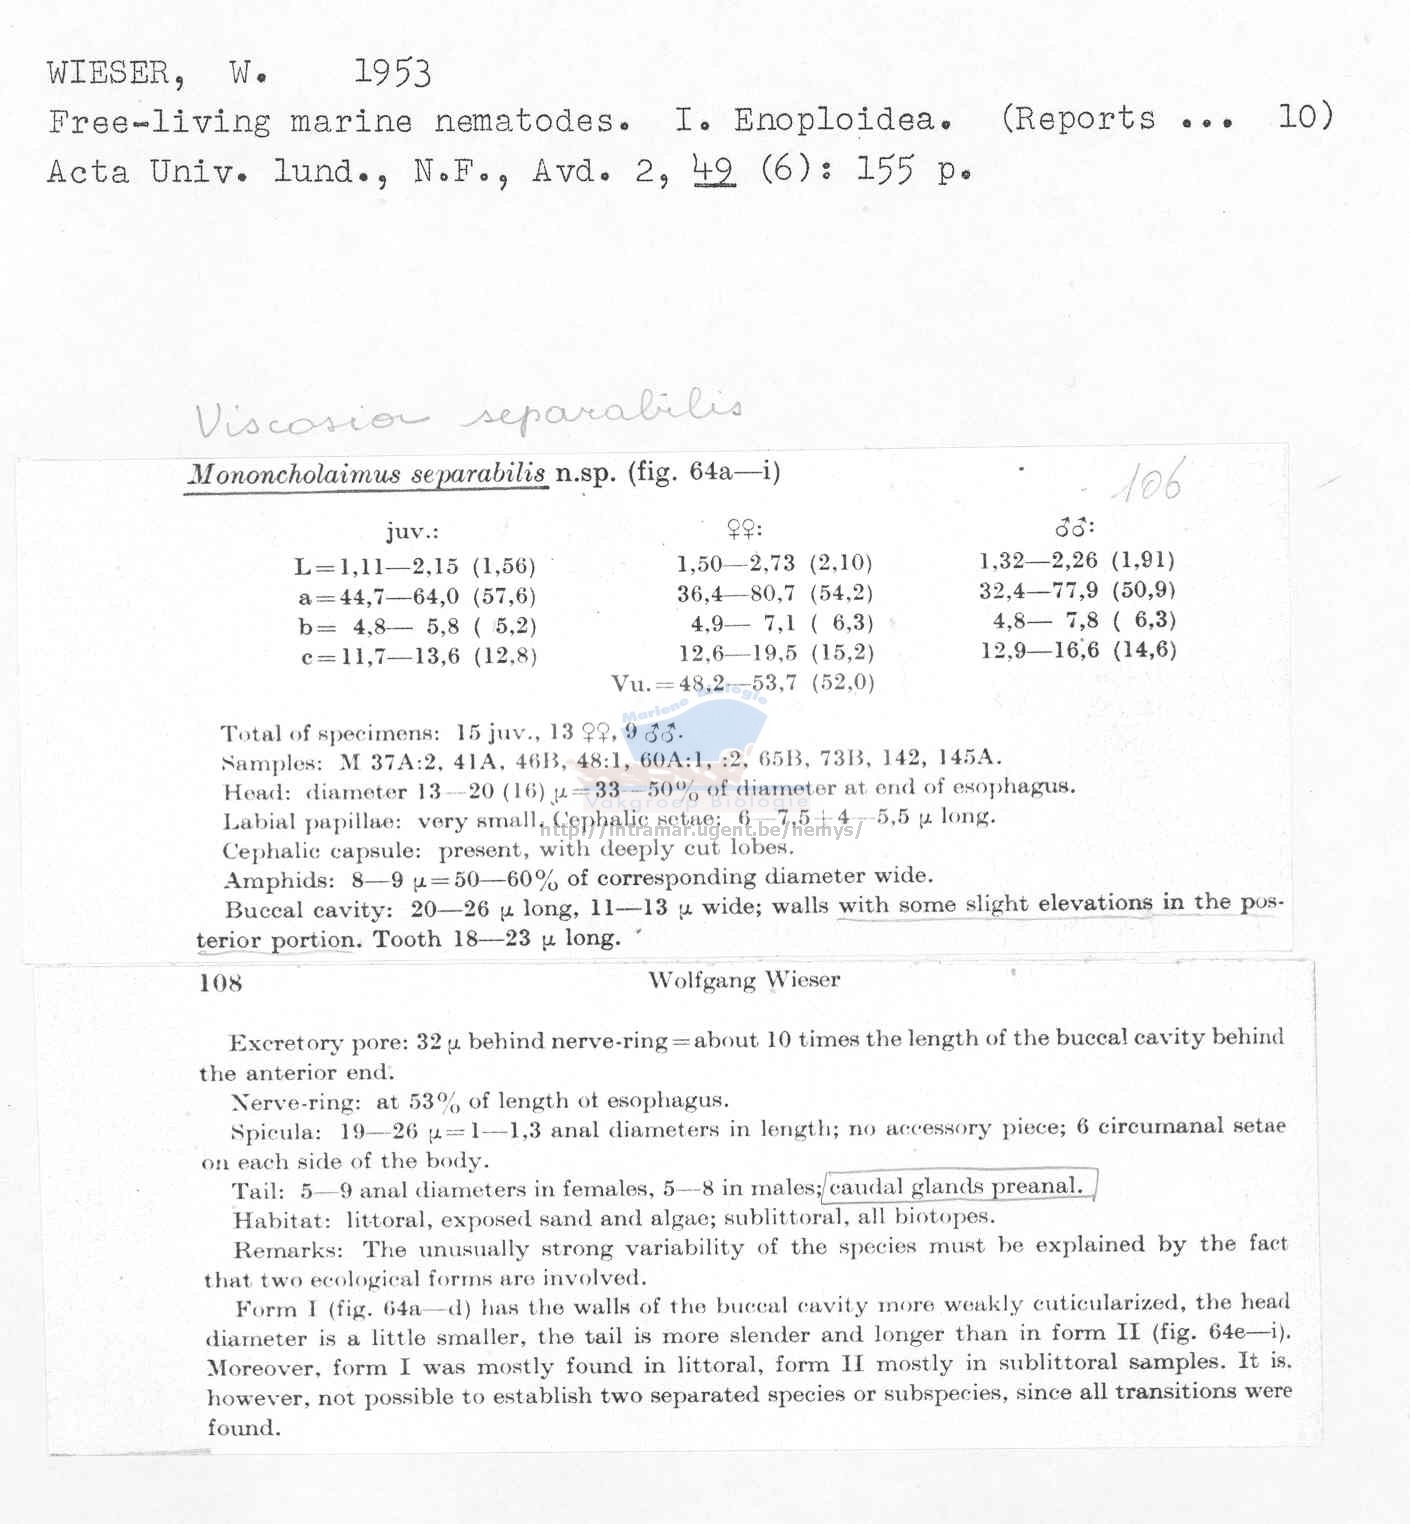 WIESER, W. 1953
Free-living marine nematodes. I. Enoploidea. (Reports ... 10)
Acta Univ. lund., N.F., Avd. 2, 49 (6): 155 p.
Viscosia separabilis
Mononcholaimus separabilis n.sp. (fig. 64a—i)
106
juv.: ♀♀: ♂♂:
L=1,11—2,15 (1,56) 1,50—2,73 (2,10) 1,32—2,26 (1,91)
a=44,7—64,0 (57,6) 36,4—80,7 (54,2) 32,4—77,9 (50,9)
b= 4,8— 5,8 ( 5,2) 4,9— 7,1 ( 6,3) 4,8— 7,8 ( 6,3)
c=11,7—13,6 (12,8) 12,6—19,5 (15,2) 12,9—16,6 (14,6)
Vu.=48,2—53,7 (52,0)
Mariene Biologie
Total of specimens: 15 juv., 13 ♀♀, 9 ♂♂.
Samples: M 37A:2, 41A, 46B, 48:1, 60A:1, :2, 65B, 73B, 142, 145A.
Head: diameter 13—20 (16) μ=33—50% of diameter at end of esophagus.
Vakgroep Biologie
Labial papillae: very small. Cephalic setae: 6—7,5+4—5,5 μ long.
http://intramar.ugent.be/nemys/
Cephalic capsule: present, with deeply cut lobes.
Amphids: 8—9 μ=50—60% of corresponding diameter wide.
Buccal cavity: 20—26 μ long, 11—13 μ wide; walls with some slight elevations in the pos-
terior portion. Tooth 18—23 μ long.
108 Wolfgang Wieser
Excretory pore: 32 μ behind nerve-ring=about 10 times the length of the buccal cavity behind
the anterior end.
Nerve-ring: at 53% of length of esophagus.
Spicula: 19—26 μ=1—1,3 anal diameters in length; no accessory piece; 6 circumanal setae
on each side of the body.
Tail: 5—9 anal diameters in females, 5—8 in males; caudal glands preanal.
Habitat: littoral, exposed sand and algae; sublittoral, all biotopes.
Remarks: The unusually strong variability of the species must be explained by the fact
that two ecological forms are involved.
Form I (fig. 64a—d) has the walls of the buccal cavity more weakly cuticularized, the head
diameter is a little smaller, the tail is more slender and longer than in form II (fig. 64e—i).
Moreover, form I was mostly found in littoral, form II mostly in sublittoral samples. It is.
however, not possible to establish two separated species or subspecies, since all transitions were
found.